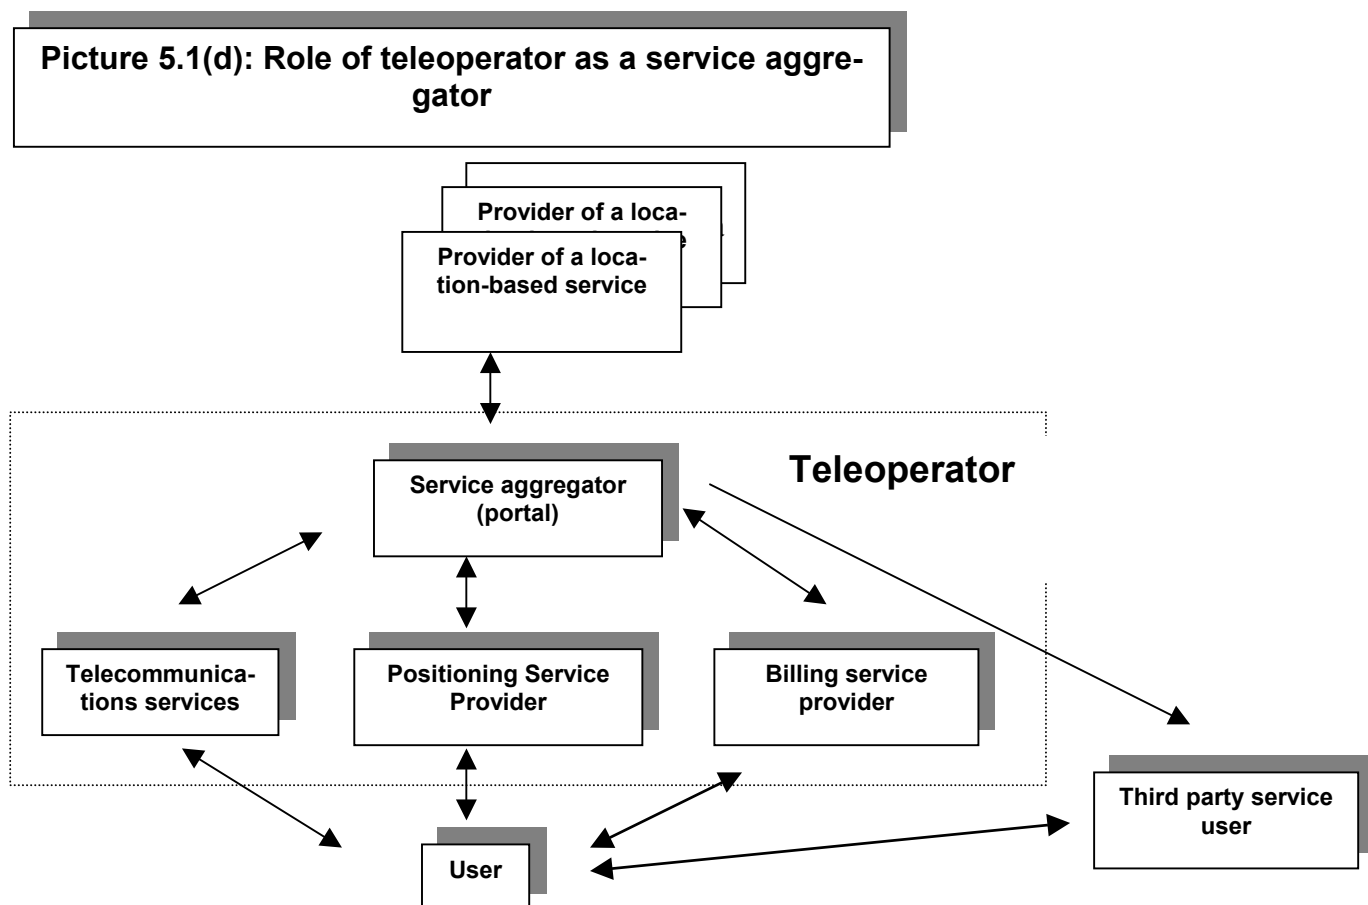 Picture 5.1(d): Role of teleoperator as a service aggre-
gator
Provider of a loca-
Provider of a loca-
tion-based service
Teleoperator
Service aggregator
(portal)
Telecommunica-
tions services
Positioning Service
Provider
Billing service
provider
Third party service
user
User